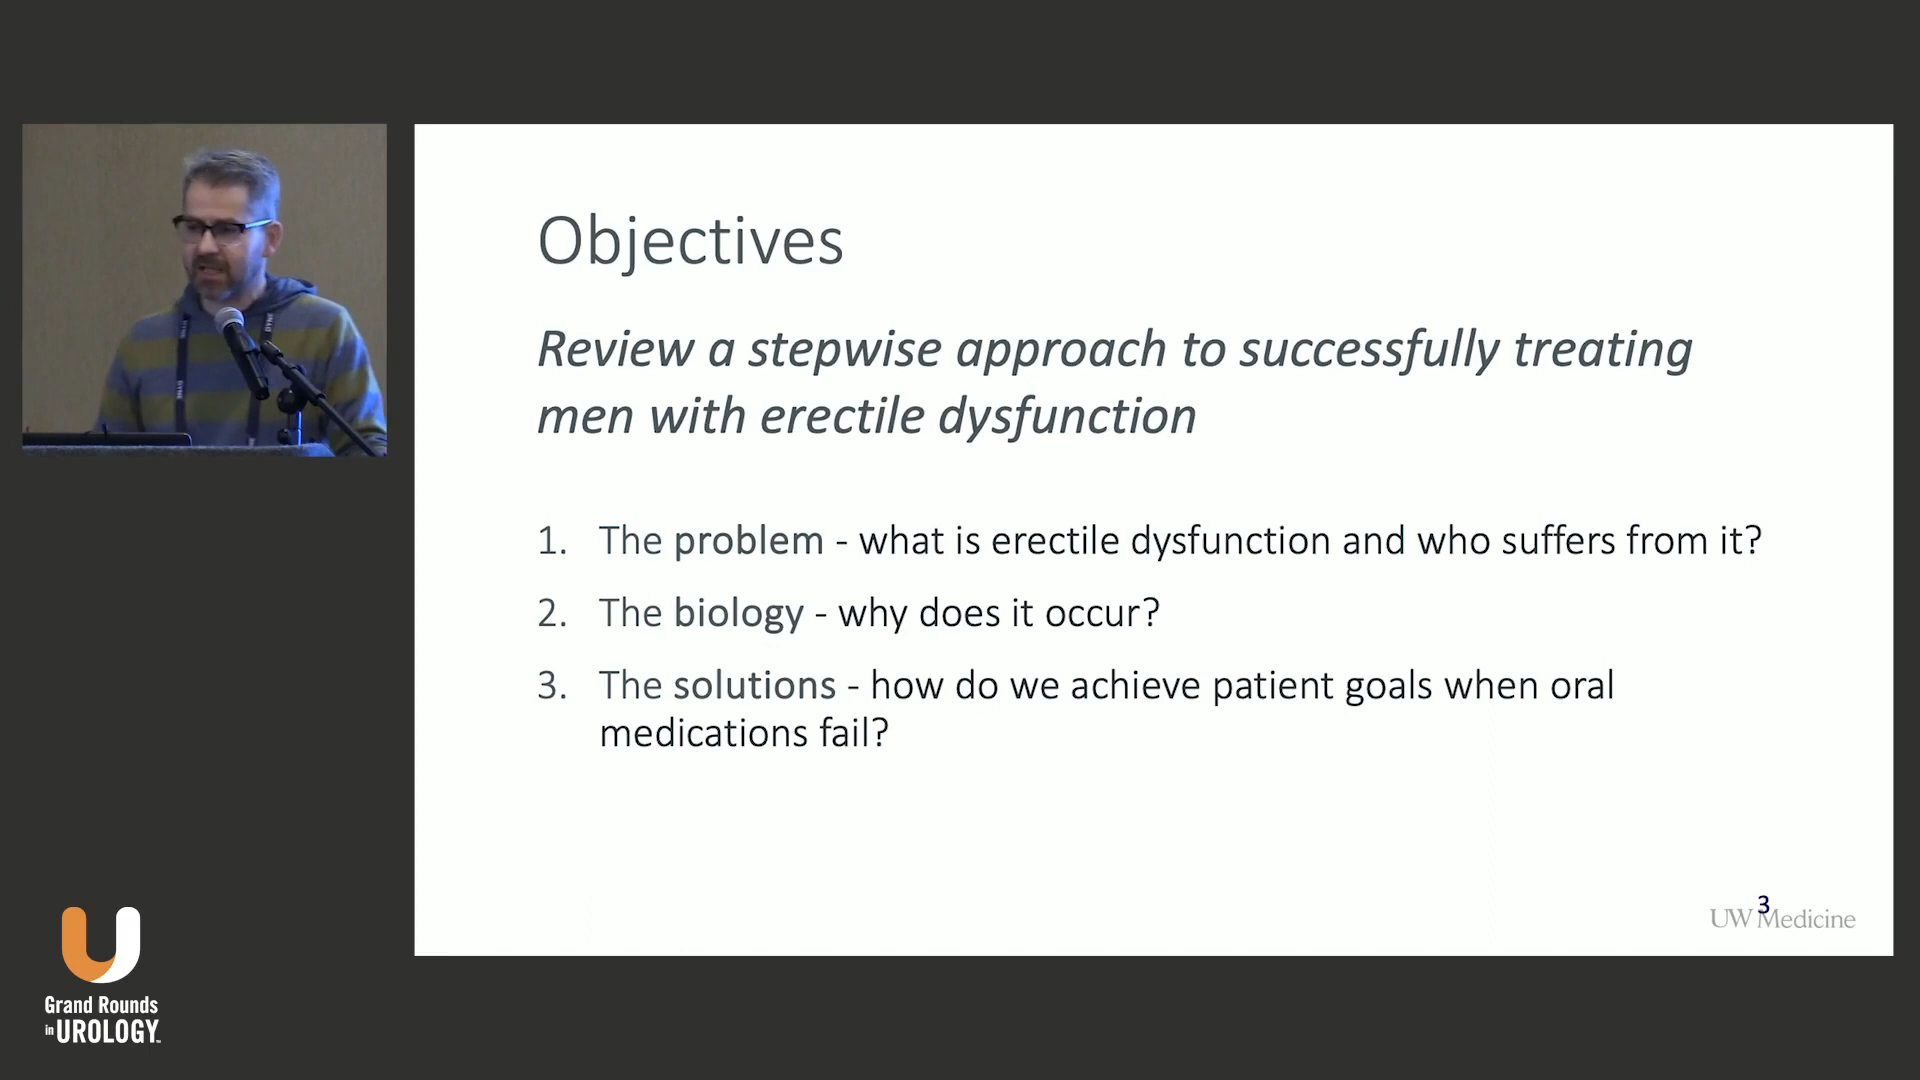 Objectives
Review a stepwise approach to successfully treating
men with erectile dysfunction
1. The problem - what is erectile dysfunction and who suffers from it?
2. The biology - why does it occur?
3. The solutions - how do we achieve patient goals when oral
medications fail?
3
UW Medicine
Grand Rounds
in UROLOGY™